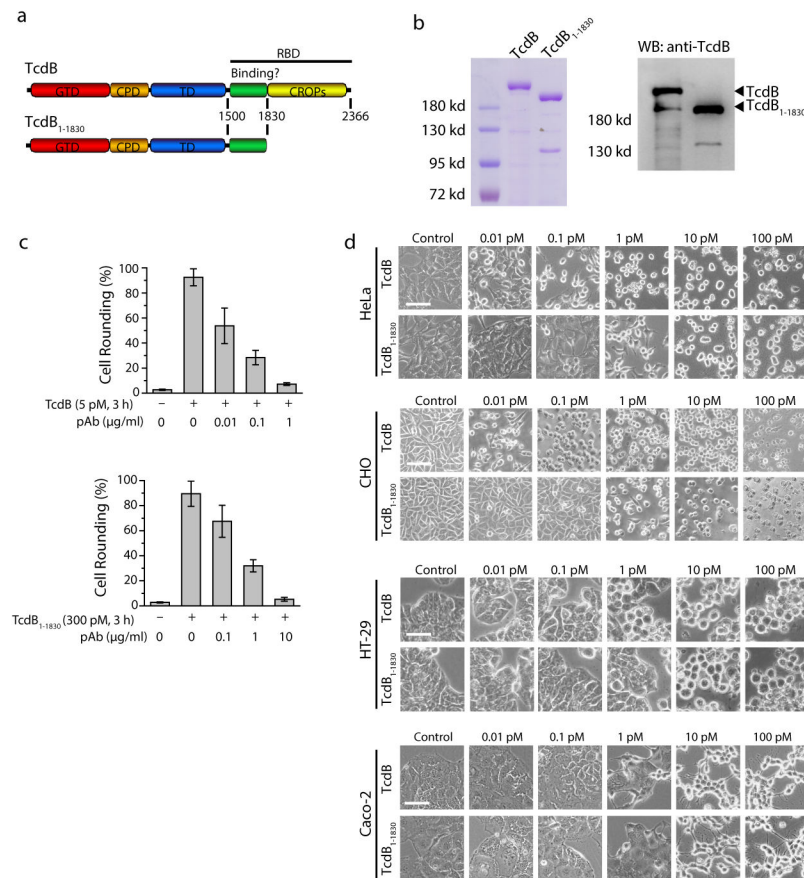 a
RBD
TcdB
Binding?
GTD CPD TD CROPs
1500 1830 2366
TcdB1-1830
GTD CPD TD
b
TcdB
TcdB1-1830
180 kd
130 kd
95 kd
72 kd
WB: anti-TcdB
TcdB
TcdB1-1830
180 kd
130 kd
c
Cell Rounding (%)
100
80
60
40
20
0
TcdB (5 pM, 3 h) − + + + +
pAb (μg/ml) 0 0 0.01 0.1 1
Cell Rounding (%)
100
80
60
40
20
0
TcdB1-1830 (300 pM, 3 h) − + + + +
pAb (μg/ml) 0 0 0.1 1 10
d
Control 0.01 pM 0.1 pM 1 pM 10 pM 100 pM
HeLa
TcdB
TcdB1-1830
Control 0.01 pM 0.1 pM 1 pM 10 pM 100 pM
CHO
TcdB
TcdB1-1830
Control 0.01 pM 0.1 pM 1 pM 10 pM 100 pM
HT-29
TcdB
TcdB1-1830
Control 0.01 pM 0.1 pM 1 pM 10 pM 100 pM
Caco-2
TcdB
TcdB1-1830